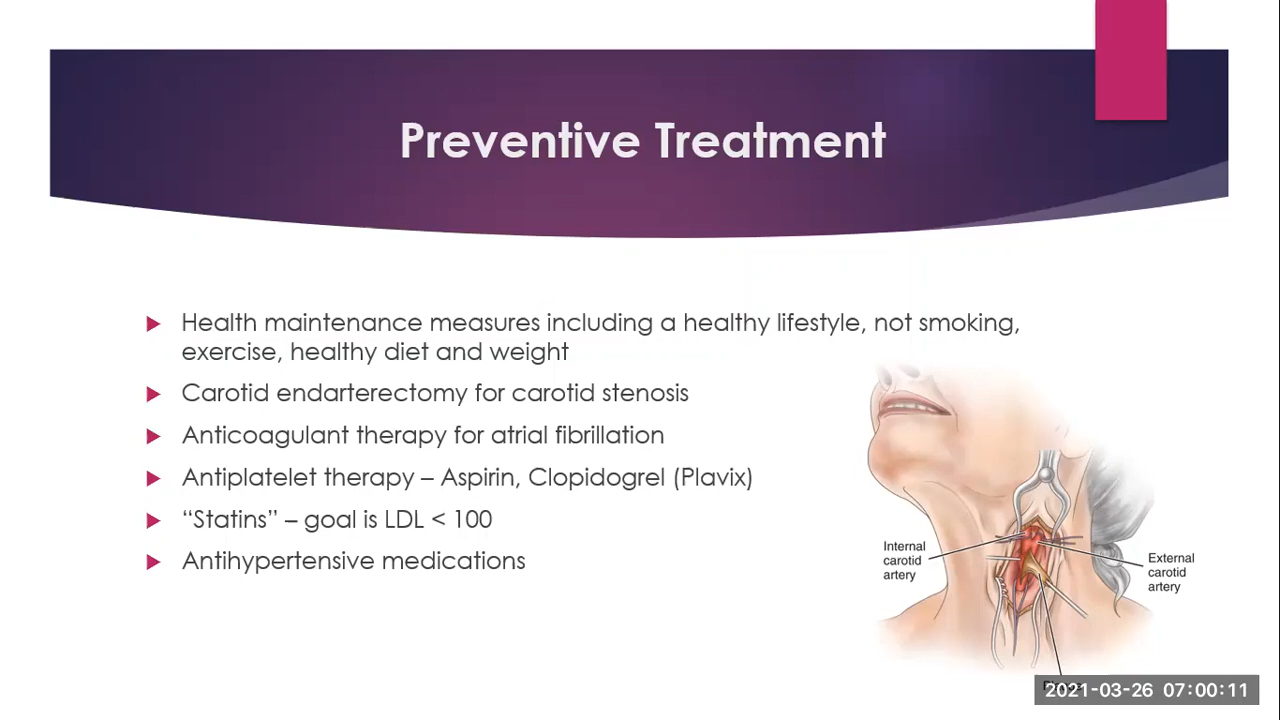 Preventive Treatment
Health maintenance measures including a healthy lifestyle, not smoking,
exercise, healthy diet and weight
Carotid endarterectomy for carotid stenosis
Anticoagulant therapy for atrial fibrillation
Antiplatelet therapy – Aspirin, Clopidogrel (Plavix)
“Statins” – goal is LDL < 100
Antihypertensive medications
Internal
carotid
artery
External
carotid
artery
2021-03-26 07:00:11